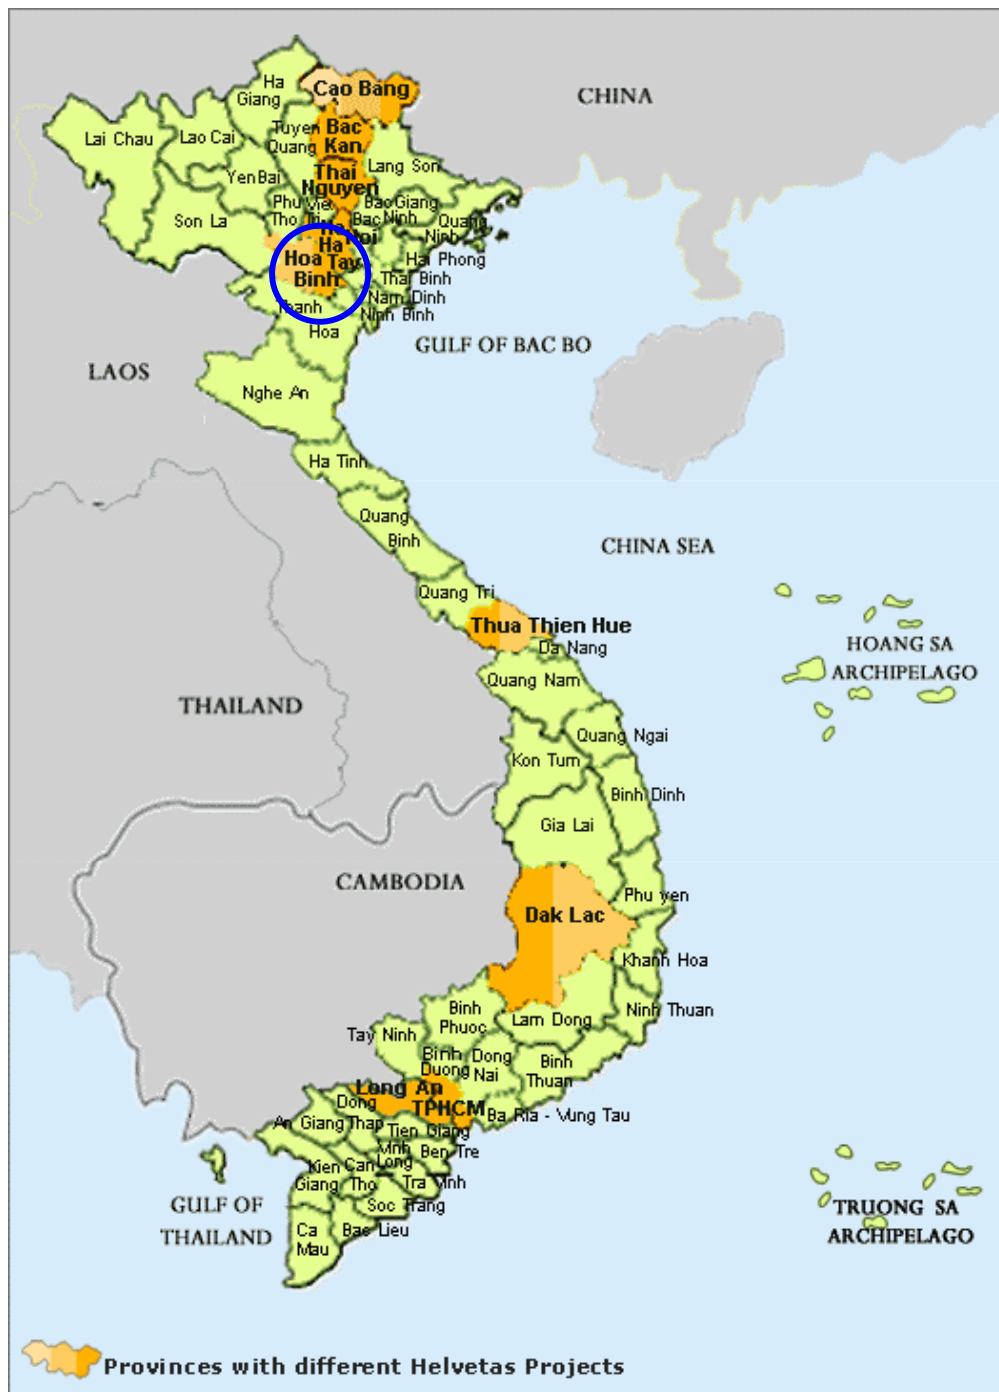 Ha
Giang
Cao Bang
CHINA
Lai Chau
Lao Cai
Tuyen
Quang
Bac
Kan
Lang Son
Yen Bai
Thai
Nguyen
Phu
Tho
Viet
Tri
Bac Giang
Bac Ninh
Son La
Quang
Ninh
Ha
Noi
Ha
Tay
Hoa
Binh
Hai Phong
Thai Binh
Nam Dinh
Ninh Binh
Thanh
Hoa
GULF OF BAC BO
LAOS
Nghe An
Ha Tinh
Quang
Binh
CHINA SEA
Quang Tri
Thua Thien Hue
Da Nang
HOANG SA
ARCHIPELAGO
Quang Nam
THAILAND
Quang Ngai
Kon Tum
Binh Dinh
Gia Lai
CAMBODIA
Phu yen
Dak Lac
Khanh Hoa
Ninh Thuan
Binh
Phuoc
Lam Dong
Tay Ninh
Binh
Duong
Dong
Nai
Binh
Thuan
Long An
TPHCM
Ba Ria - Vung Tau
Dong
Thap
An Giang
Tien Giang
Vinh
Long
Ben Tre
Kien
Giang
Can
Tho
Tra Vinh
Soc Trang
GULF OF
THAILAND
Ca
Mau
Bac Lieu
TRUONG SA
ARCHIPELAGO
Provinces with different Helvetas Projects